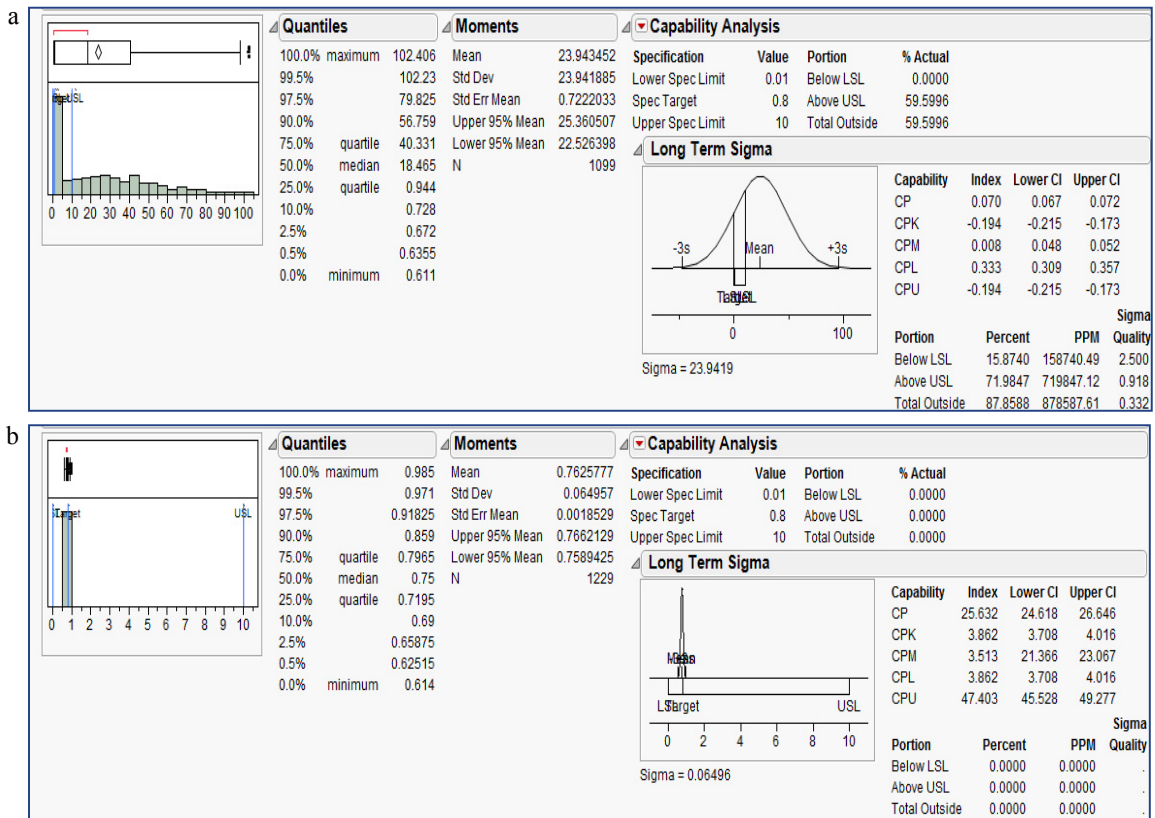 a
Quantiles
100.0% maximum 102.406
99.5% 102.23
97.5% 79.825
90.0% 56.759
75.0% quartile 40.331
50.0% median 18.465
25.0% quartile 0.944
10.0% 0.728
2.5% 0.672
0.5% 0.6355
0.0% minimum 0.611
Moments
Mean 23.943452
Std Dev 23.941885
Std Err Mean 0.7222033
Upper 95% Mean 25.360507
Lower 95% Mean 22.526398
N 1099
Capability Analysis
Specification Value Portion % Actual
Lower Spec Limit 0.01 Below LSL 0.0000
Spec Target 0.8 Above USL 59.5996
Upper Spec Limit 10 Total Outside 59.5996
Long Term Sigma
-3s Mean +3s
0 100
Sigma = 23.9419
Capability Index Lower CI Upper CI
CP 0.070 0.067 0.072
CPK -0.194 -0.215 -0.173
CPM 0.008 0.048 0.052
CPL 0.333 0.309 0.357
CPU -0.194 -0.215 -0.173
Sigma
Portion Percent PPM Quality
Below LSL 15.8740 158740.49 2.500
Above USL 71.9847 719847.12 0.918
Total Outside 87.8588 878587.61 0.332
USL
0 10 20 30 40 50 60 70 80 90 100
b
Quantiles
100.0% maximum 0.985
99.5% 0.971
97.5% 0.91825
90.0% 0.859
75.0% quartile 0.7965
50.0% median 0.75
25.0% quartile 0.7195
10.0% 0.69
2.5% 0.65875
0.5% 0.62515
0.0% minimum 0.614
Moments
Mean 0.7625777
Std Dev 0.064957
Std Err Mean 0.0018529
Upper 95% Mean 0.7662129
Lower 95% Mean 0.7589425
N 1229
Capability Analysis
Specification Value Portion % Actual
Lower Spec Limit 0.01 Below LSL 0.0000
Spec Target 0.8 Above USL 0.0000
Upper Spec Limit 10 Total Outside 0.0000
Long Term Sigma
Target USL
0 2 4 6 8 10
Sigma = 0.06496
Capability Index Lower CI Upper CI
CP 25.632 24.618 26.646
CPK 3.862 3.708 4.016
CPM 3.513 21.366 23.067
CPL 3.862 3.708 4.016
CPU 47.403 45.528 49.277
Sigma
Portion Percent PPM Quality
Below LSL 0.0000 0.0000 .
Above USL 0.0000 0.0000 .
Total Outside 0.0000 0.0000 .
Target USL
0 1 2 3 4 5 6 7 8 9 10